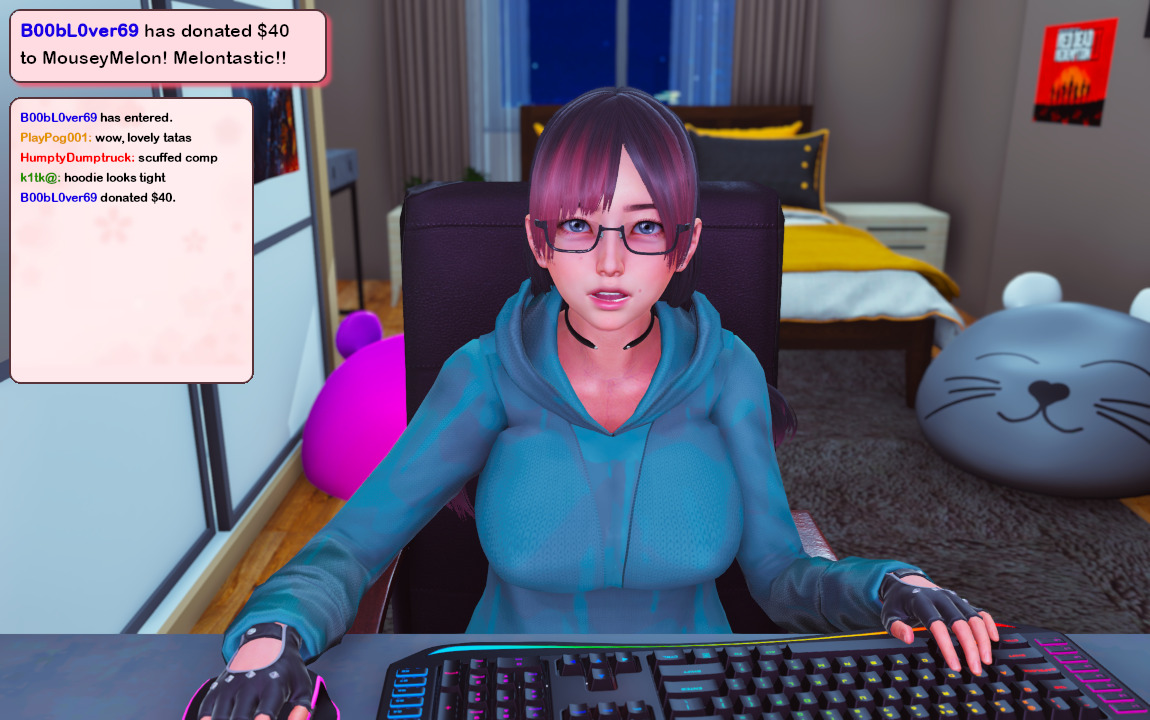 B00bL0ver69 has donated $40
to MouseyMelon! Melontastic!!
B00bL0ver69 has entered.
PlayPog001: wow, lovely tatas
HumptyDumptruck: scuffed comp
k1tk@: hoodie looks tight
B00bL0ver69 donated $40.